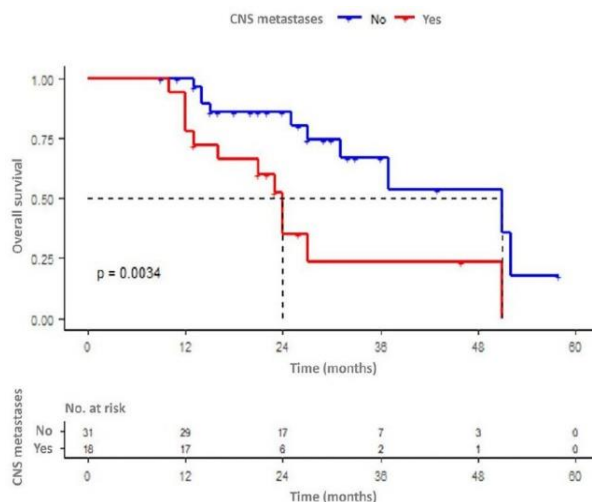 CNS metastases No Yes
Overall survival
1.00
0.75
0.50
0.25
0.00
p = 0.0034
0 12 24 36 48 60
Time (months)
CNS metastases
No. at risk
No 31 29 17 7 3 0
Yes 18 17 6 2 1 0
0 12 24 36 48 60
Time (months)